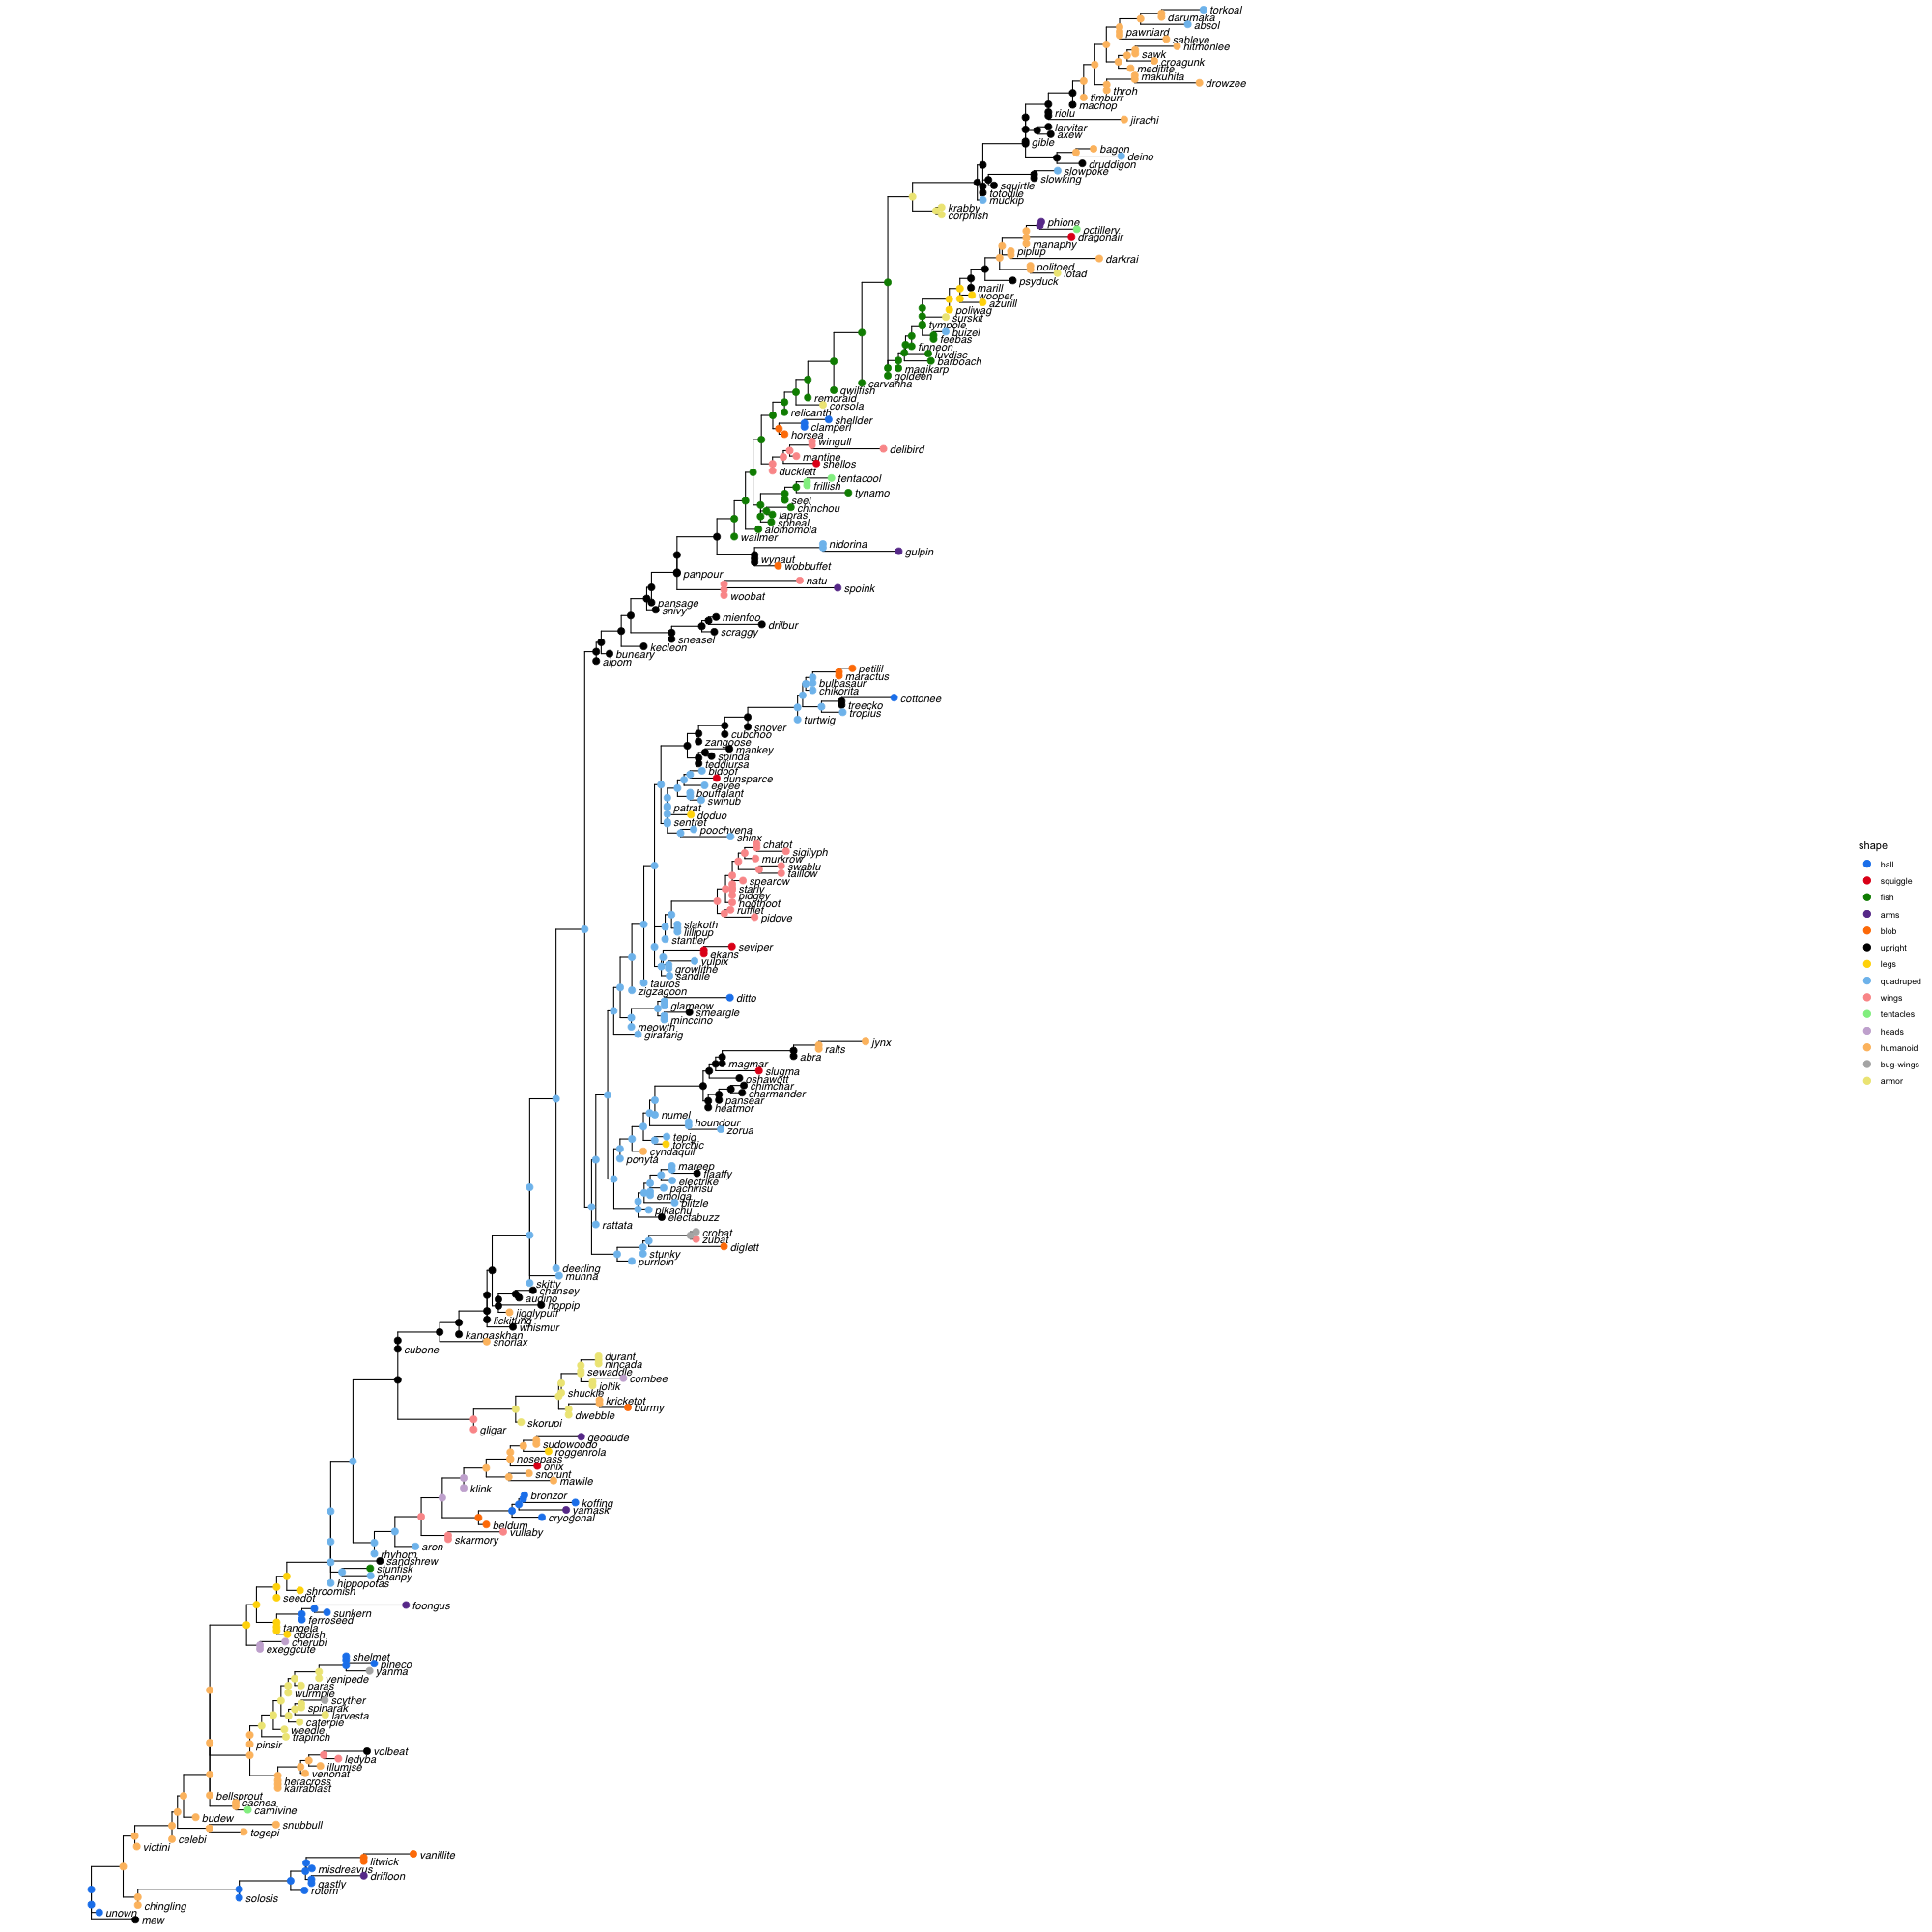 torkoal
darumaka
absol
pawniard
sableye
hitmonlee
sawk
croagunk
meditite
makuhita
drowzee
throh
timburr
machop
riolu
jirachi
larvitar
axew
gible
bagon
deino
druddigon
slowpoke
slowking
squirtle
totodile
mudkip
krabby
corphish
phione
octillery
dragonair
manaphy
piplup
darkrai
politoed
lotad
psyduck
marill
wooper
azurill
poliwag
surskit
tympole
buizel
feebas
finneon
luvdisc
barboach
magikarp
goldeen
carvanha
qwilfish
remoraid
corsola
relicanth
shellder
clamperl
horsea
wingull
delibird
mantine
shellos
ducklett
tentacool
frillish
tynamo
seel
chinchou
lapras
spheal
alomomola
wailmer
nidorina
gulpin
wynaut
wobbuffet
panpour
natu
spoink
woobat
pansage
snivy
mienfoo
drilbur
scraggy
sneasel
kecleon
buneary
aipom
petilil
maractus
bulbasaur
chikorita
cottonee
treecko
tropius
turtwig
snover
cubchoo
zangoose
mankey
spinda
teddiursa
bidoof
dunsparce
eevee
bouffalant
swinub
patrat
doduo
sentret
poochyena
shinx
chatot
sigilyph
murkrow
swablu
taillow
spearow
starly
pidgey
hoothoot
rufflet
pidove
slakoth
lillipup
stantler
seviper
ekans
vulpix
growlithe
sandile
tauros
zigzagoon
ditto
glameow
smeargle
minccino
meowth
girafarig
jynx
ralts
abra
magmar
slugma
oshawott
chimchar
charmander
pansear
heatmor
numel
houndour
zorua
tepig
torchic
cyndaquil
ponyta
mareep
flaaffy
electrike
pachirisu
emolga
blitzle
pikachu
electabuzz
rattata
crobat
zubat
diglett
stunky
purrloin
deerling
munna
skitty
chansey
audino
hoppip
jigglypuff
lickitung
whismur
kangaskhan
snorlax
cubone
durant
nincada
sewaddle
combee
joltik
shuckle
kricketot
burmy
dwebble
skorupi
gligar
geodude
sudowoodo
roggenrola
nosepass
onix
snorunt
mawile
klink
bronzor
koffing
yamask
cryogonal
beldum
vullaby
skarmory
aron
rhyhorn
sandshrew
stunfisk
phanpy
hippopotas
shroomish
seedot
foongus
sunkern
ferroseed
tangela
oddish
cherubi
exeggcute
shelmet
pineco
yanma
venipede
paras
wurmple
scyther
spinarak
larvesta
caterpie
weedle
trapinch
pinsir
volbeat
ledyba
illumise
venonat
heracross
karrablast
bellsprout
cacnea
carnivine
budew
snubbull
togepi
celebi
victini
vanillite
litwick
misdreavus
drifloon
gastly
rotom
solosis
chingling
unown
mew
shape
ball
squiggle
fish
arms
blob
upright
legs
quadruped
wings
tentacles
heads
humanoid
bug-wings
armor